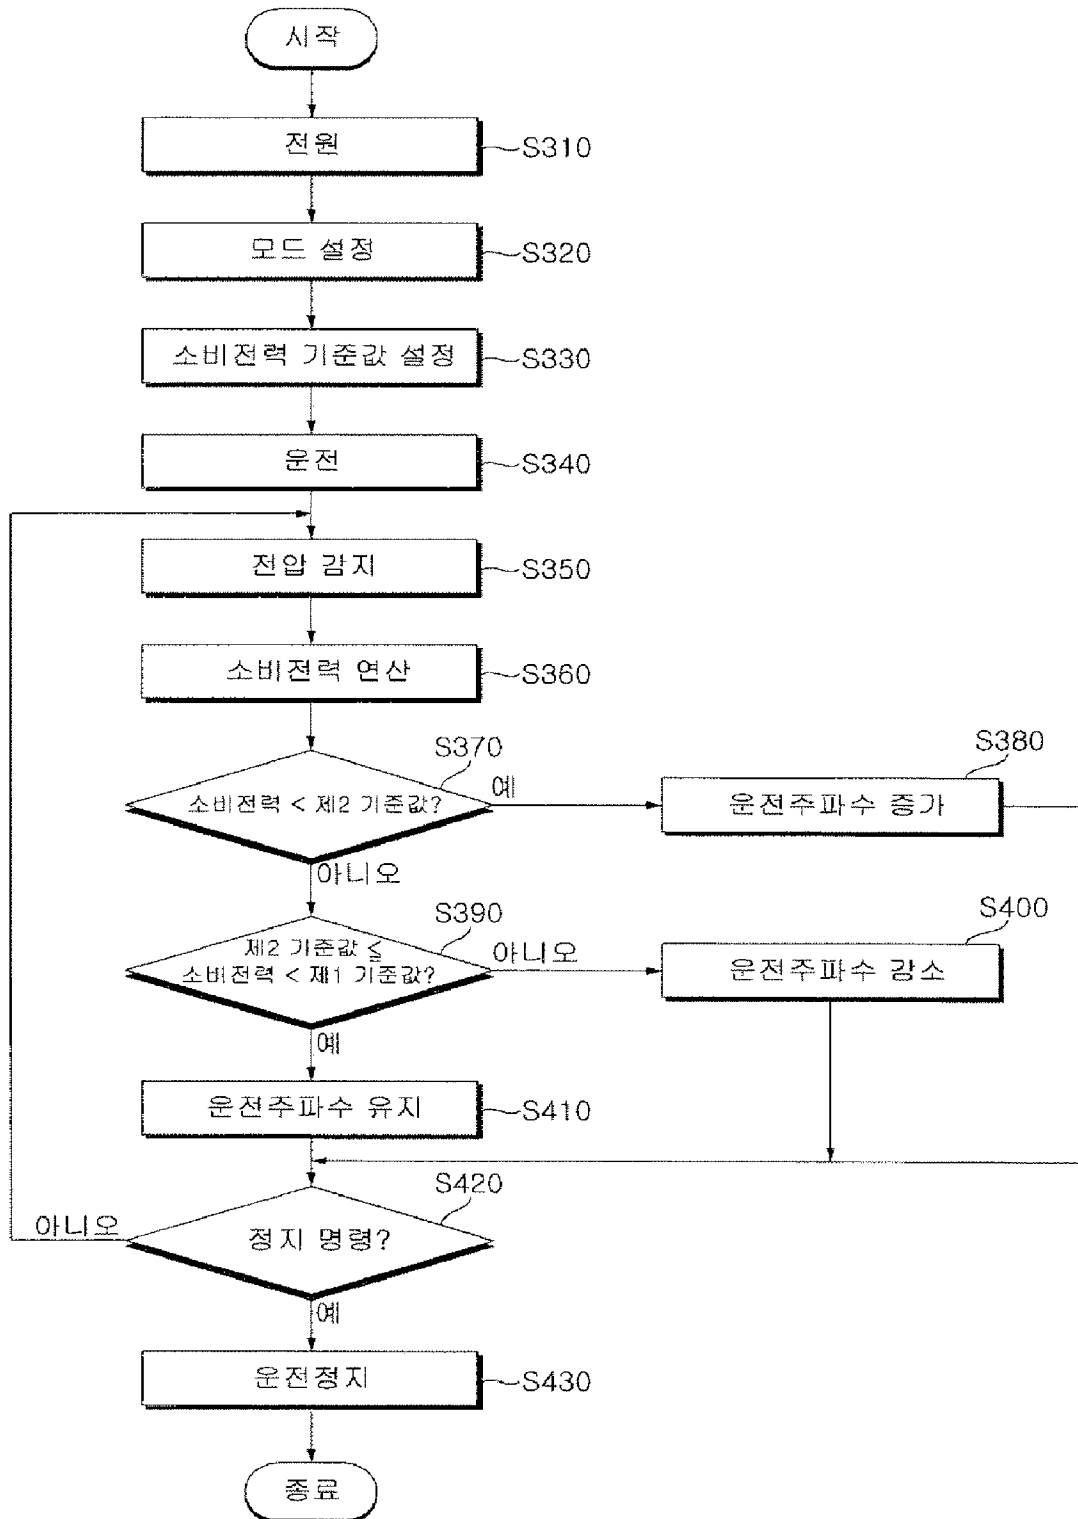 시작
전원
S310
모드 설정
S320
소비전력 기준값 설정
S330
운전
S340
전압 감지
S350
소비전력 연산
S360
S370
소비전력 < 제2 기준값?
예
S380
운전주파수 증가
아니오
S390
제2 기준값 ≦
소비전력 < 제1 기준값?
아니오
S400
운전주파수 감소
예
운전주파수 유지
S410
S420
정지 명령?
아니오
예
운전정지
S430
종료